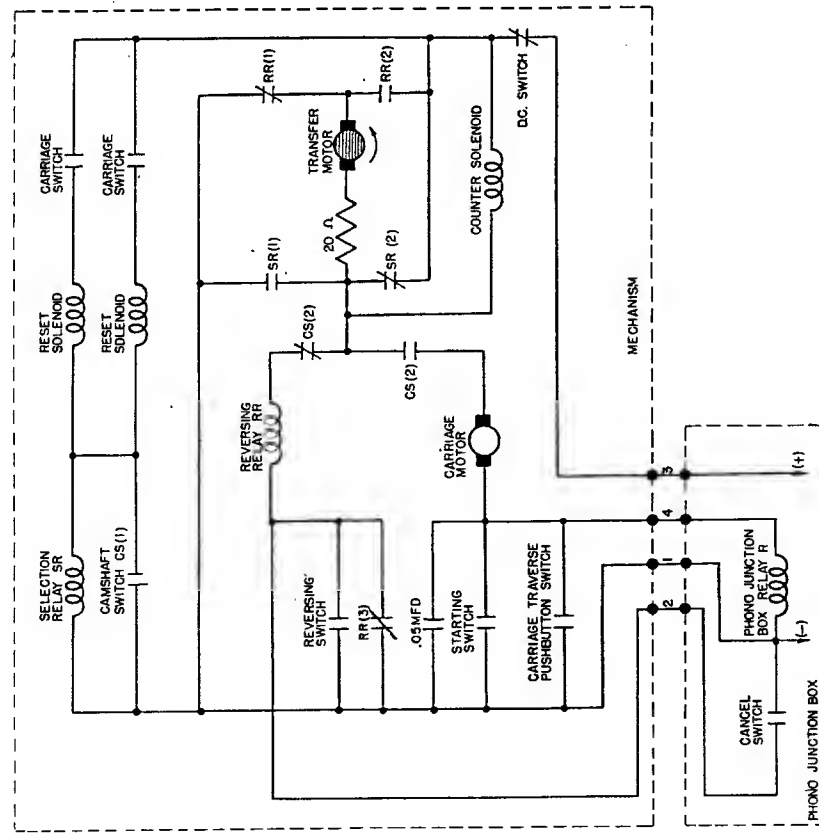 SELECTION
RELAY SR
CAMSHAFT
SWITCH CS(1)
RESET
SOLENOID
RESET
SOLENOID
CARRIAGE
SWITCH
CARRIAGE
SWITCH
REVERSING
RELAY RR
CS(2)
SR(1)
SR (2)
20 Ω
TRANSFER
MOTOR
RR(1)
RR(2)
CS(2)
COUNTER SOLENOID
D.C. SWITCH
REVERSING
SWITCH
RR(3)
.05MFD
STARTING
SWITCH
CARRIAGE TRAVERSE
PUSHBUTTON SWITCH
CARRIAGE
MOTOR
MECHANISM
2
1
4
3
CANCEL
SWITCH
PHONO JUNCTION
BOX RELAY R
(-)
(+)
PHONO JUNCTION BOX